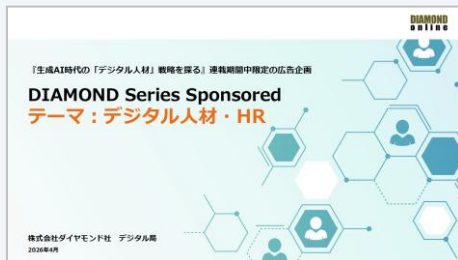 DIAMOND
online
『生成AI時代の「デジタル人材」戦略を探る』連載期間中限定の広告企画
DIAMOND Series Sponsored
テーマ：デジタル人材・HR
株式会社ダイヤモンド社　デジタル局
2026年4月